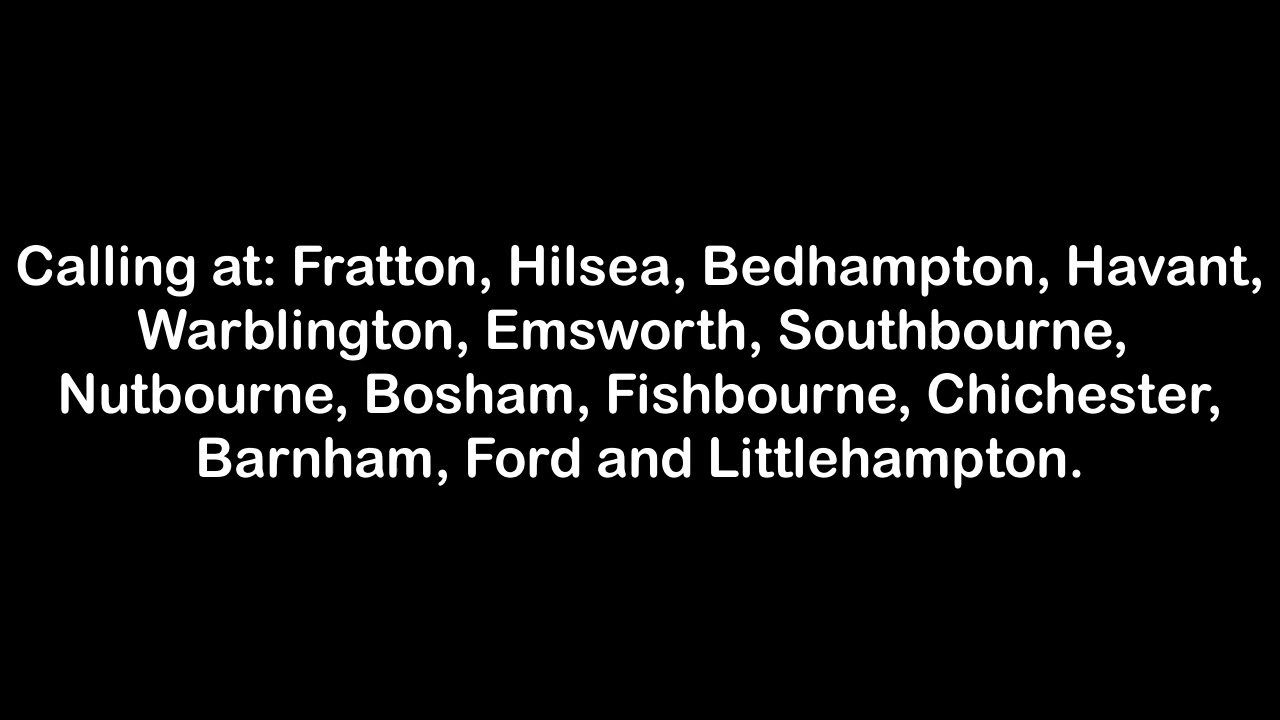 Calling at: Fratton, Hilsea, Bedhampton, Havant,
Warblington, Emsworth, Southbourne,
Nutbourne, Bosham, Fishbourne, Chichester,
Barnham, Ford and Littlehampton.